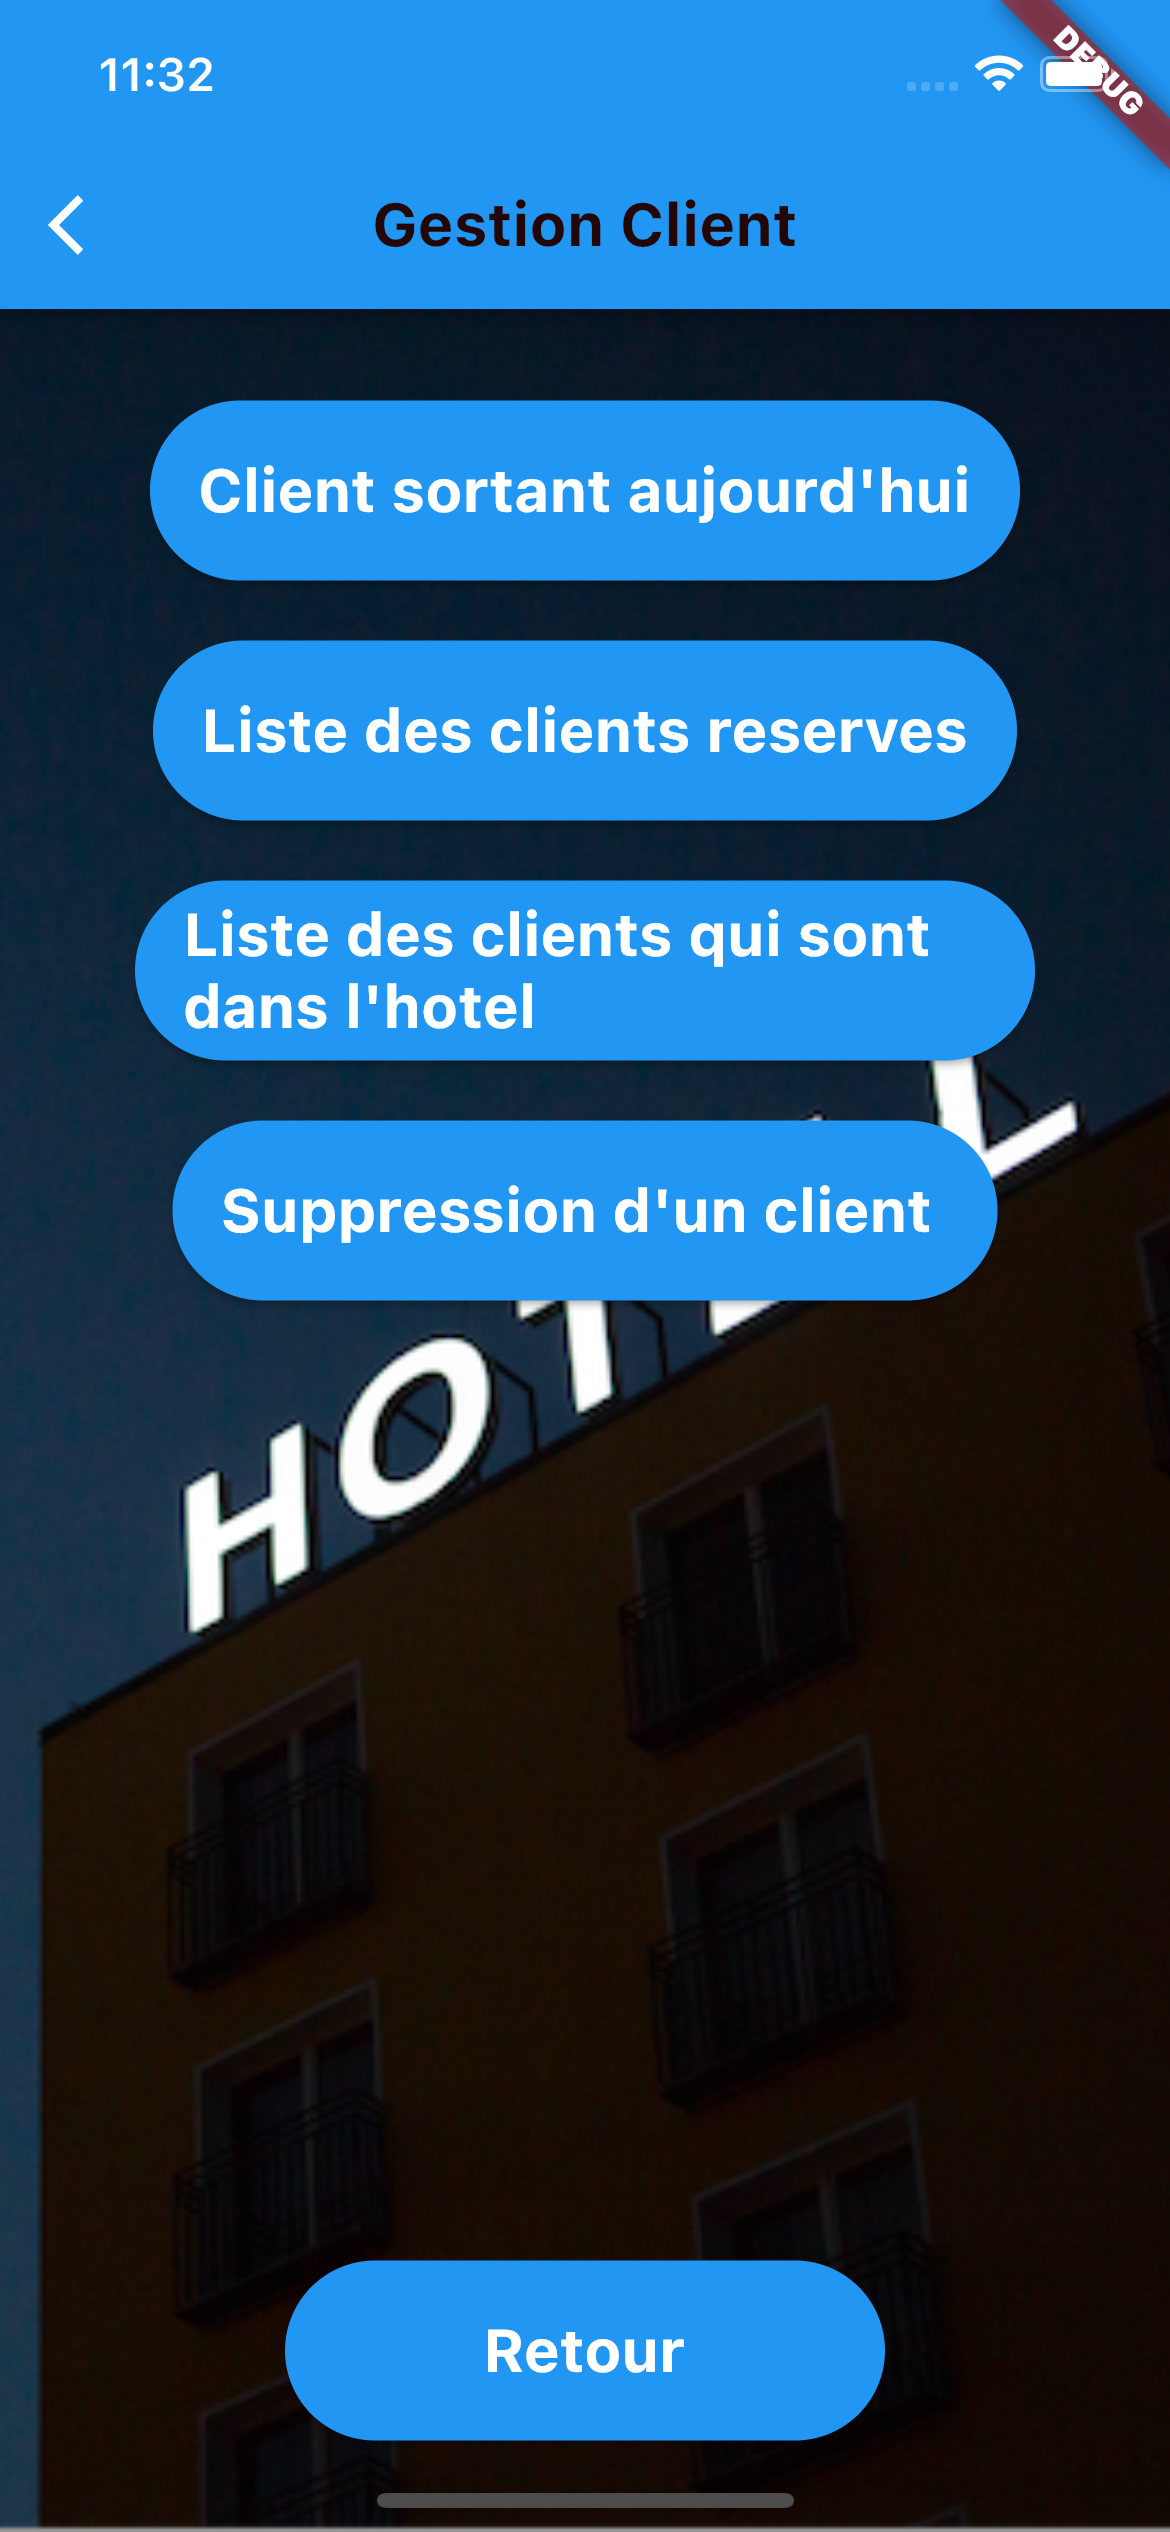 11:32
DEBUG
Gestion Client
Client sortant aujourd'hui
Liste des clients reserves
Liste des clients qui sont
dans l'hotel
Suppression d'un client
HOTEL
Retour